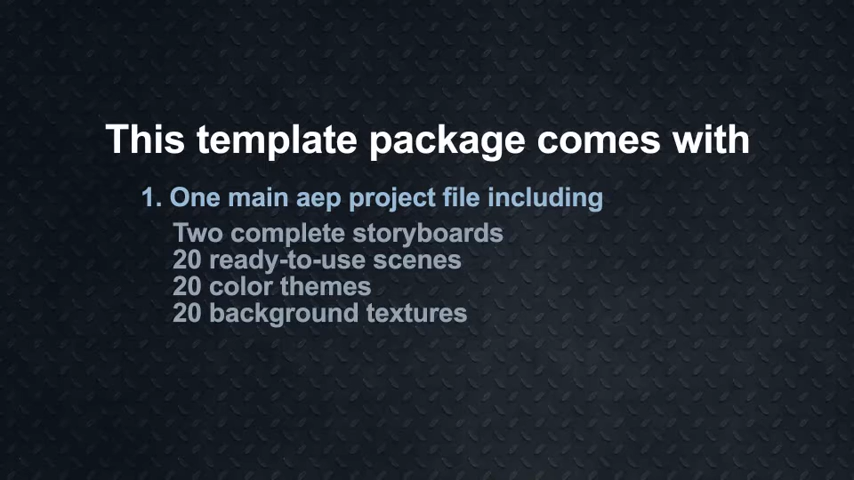 This template package comes with
1. One main aep project file including
Two complete storyboards
20 ready-to-use scenes
20 color themes
20 background textures